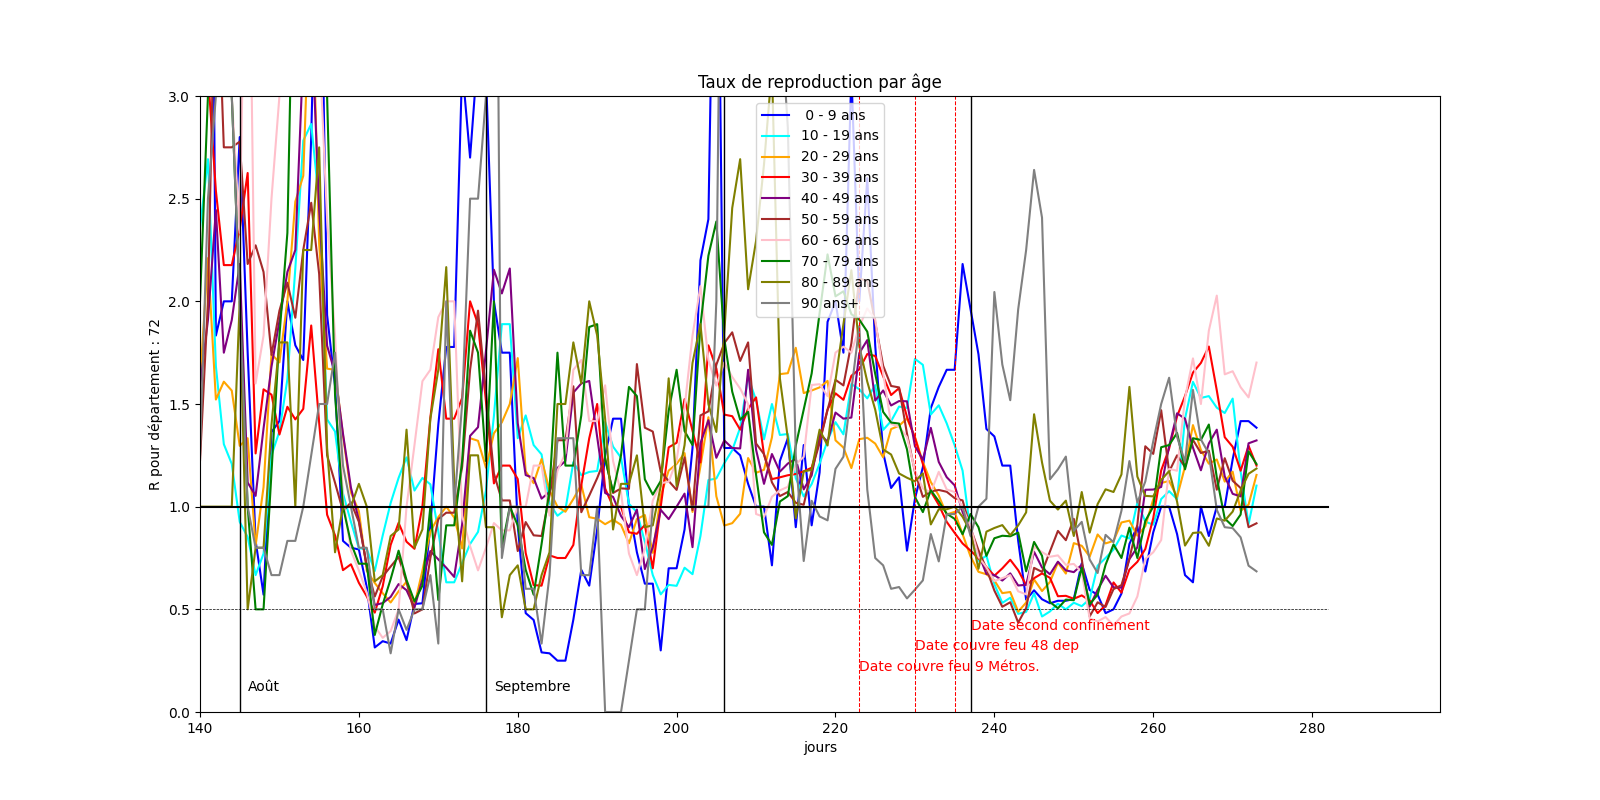 Taux de reproduction par âge
R pour département : 72
3.0
2.5
2.0
1.5
1.0
0.5
0.0
0 - 9 ans
10 - 19 ans
20 - 29 ans
30 - 39 ans
40 - 49 ans
50 - 59 ans
60 - 69 ans
70 - 79 ans
80 - 89 ans
90 ans+
Date second confinement
Date couvre feu 48 dep
Date couvre feu 9 Métros.
Août
Septembre
140
160
180
200
220
240
260
280
jours